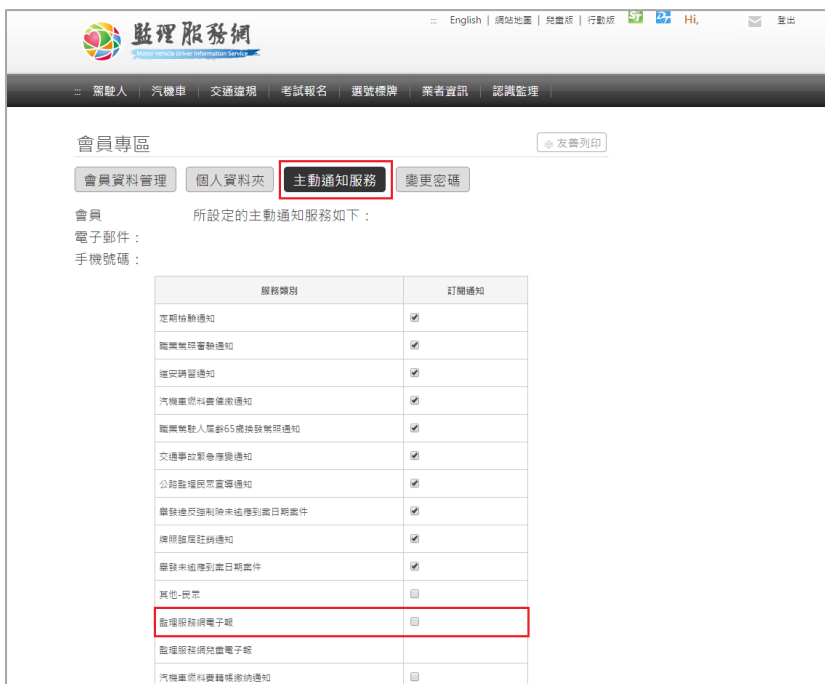 ::: English | 網站地圖 | 兒童版 | 行動版 Hi, 登出
監理服務網
Motor Vehicle Driver Information Service
::: 駕駛人 | 汽機車 | 交通違規 | 考試報名 | 選號標牌 | 業者資訊 | 認識監理 |
會員專區 友善列印
會員資料管理 個人資料夾 主動通知服務 變更密碼
會員 所設定的主動通知服務如下：
電子郵件：
手機號碼：
服務類別 訂閱通知
定期檢驗通知
職業駕照審驗通知
道安講習通知
汽機車燃料費催繳通知
職業駕駛人屆齡65歲換發駕照通知
交通事故緊急應變通知
公路監理民眾宣導通知
舉發違反強制險未逾應到案日期案件
牌照屆註銷通知
舉發未逾應到案日期案件
其他-民眾
監理服務網電子報
監理服務網兒童電子報
汽機車燃料費轉帳繳納通知